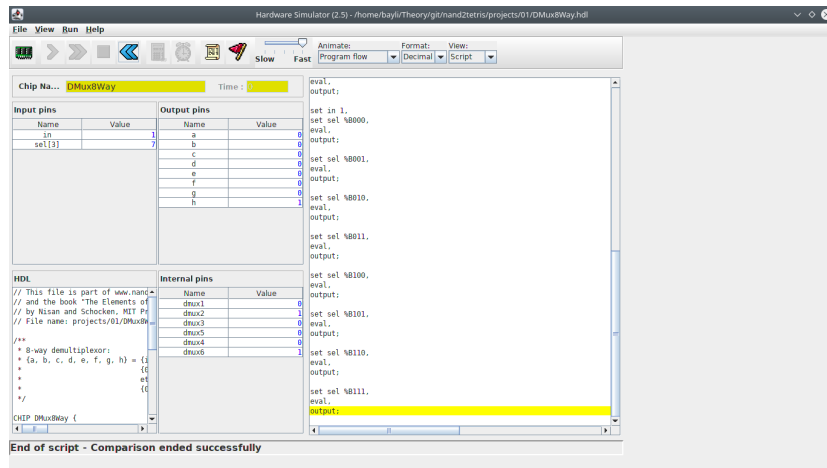 Hardware Simulator (2.5) - /home/bayli/Theory/git/nand2tetris/projects/01/DMux8Way.hdl
File View Run Help
Slow Fast
Animate: Format: View:
Program flow Decimal Script
Chip Na... DMux8Way Time :
Input pins
Name Value
in 1
sel[3] 7
Output pins
Name Value
a 0
b 0
c 0
d 0
e 0
f 0
g 0
h 1
HDL
// This file is part of www.nand
// and the book "The Elements of
// by Nisan and Schocken, MIT Pr
// File name: projects/01/DMux8W
/**
* 8-way demultiplexor:
* {a, b, c, d, e, f, g, h} = {i
* {0
* et
* {0
*/
CHIP DMux8Way {
Internal pins
Name Value
dmux1 0
dmux2 1
dmux3 0
dmux5 0
dmux4 0
dmux6 1
eval,
output;
set in 1,
set sel %B000,
eval,
output;
set sel %B001,
eval,
output;
set sel %B010,
eval,
output;
set sel %B011,
eval,
output;
set sel %B100,
eval,
output;
set sel %B101,
eval,
output;
set sel %B110,
eval,
output;
set sel %B111,
eval,
output;
End of script - Comparison ended successfully